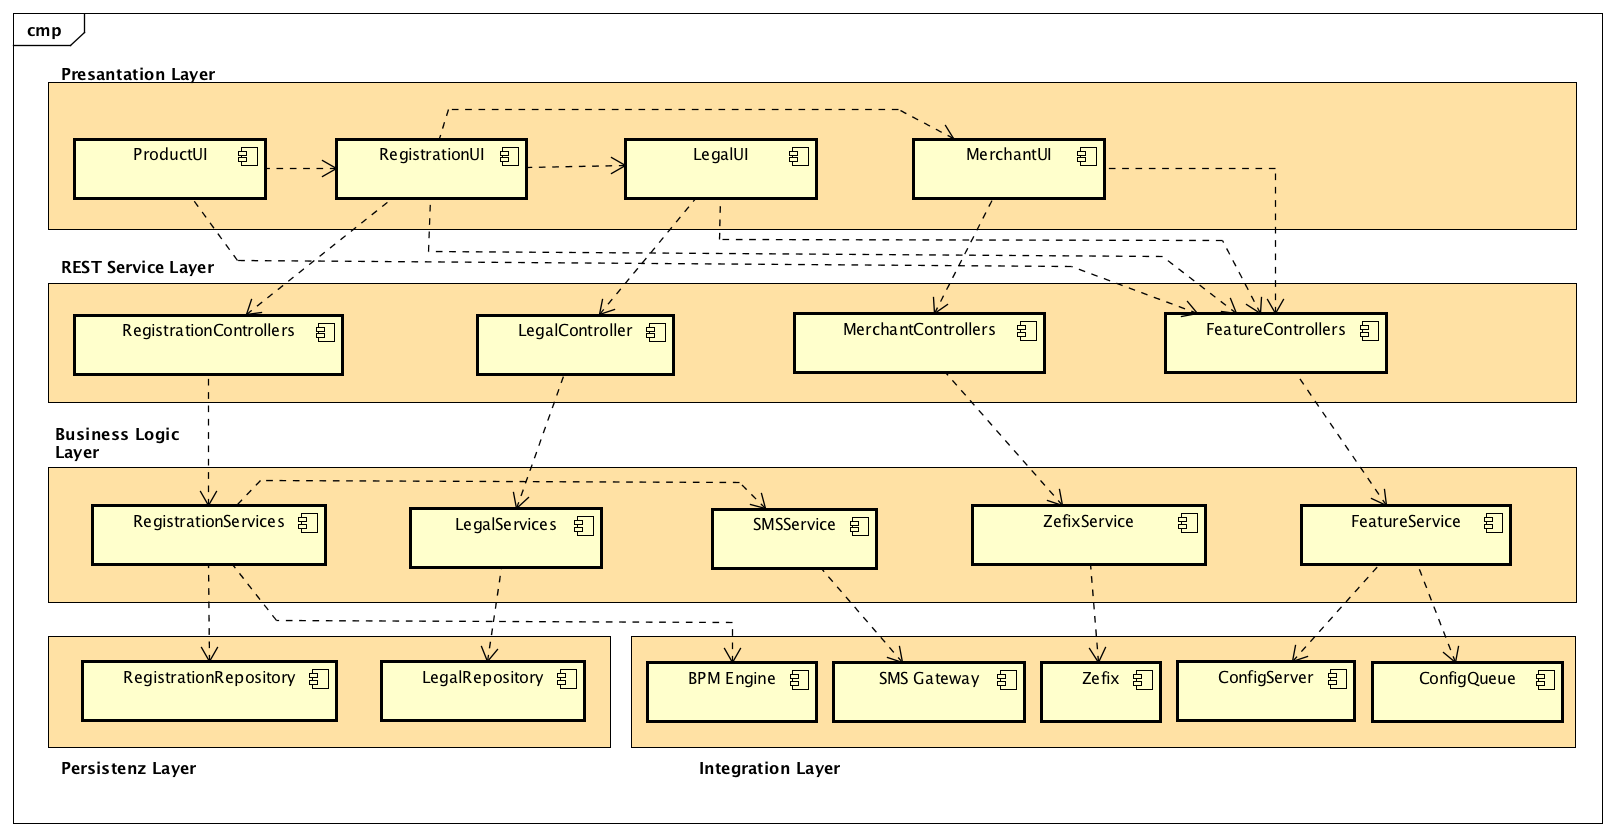 cmp
Presantation Layer
ProductUI
RegistrationUI
LegalUI
MerchantUI
REST Service Layer
RegistrationControllers
LegalController
MerchantControllers
FeatureControllers
Business Logic
Layer
RegistrationServices
LegalServices
SMSService
ZefixService
FeatureService
RegistrationRepository
LegalRepository
BPM Engine
SMS Gateway
Zefix
ConfigServer
ConfigQueue
Persistenz Layer
Integration Layer